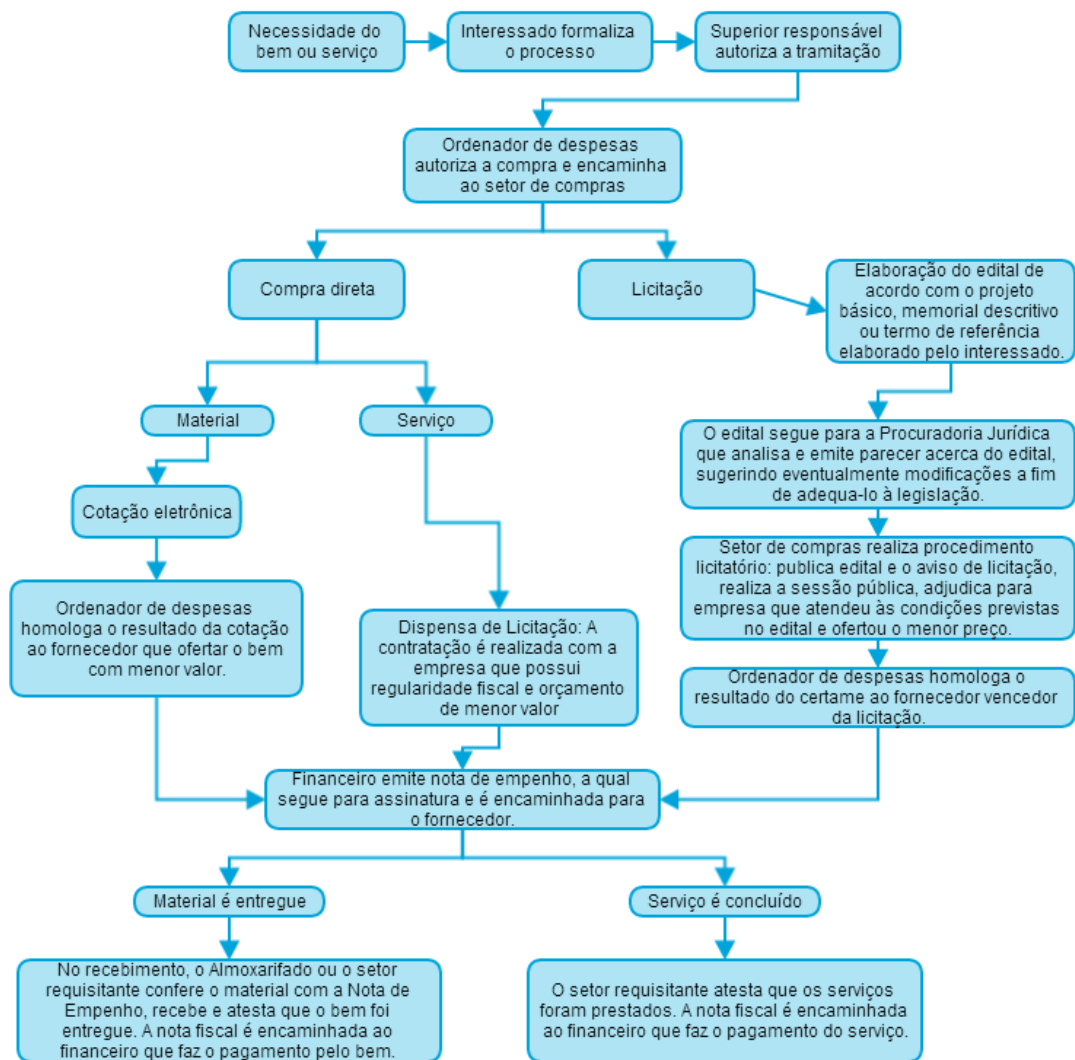 Necessidade do
bem ou serviço
Interessado formaliza
o processo
Superior responsável
autoriza a tramitação
Ordenador de despesas
autoriza a compra e encaminha
ao setor de compras
Compra direta
Licitação
Elaboração do edital de
acordo com o projeto
básico, memorial descritivo
ou termo de referência
elaborado pelo interessado.
Material
Serviço
O edital segue para a Procuradoria Jurídica
que analisa e emite parecer acerca do edital,
sugerindo eventualmente modificações a fim
de adequa-lo à legislação.
Cotação eletrônica
Setor de compras realiza procedimento
licitatório: publica edital e o aviso de licitação,
realiza a sessão pública, adjudica para
empresa que atendeu às condições previstas
no edital e ofertou o menor preço.
Ordenador de despesas
homologa o resultado da cotação
ao fornecedor que ofertar o bem
com menor valor.
Dispensa de Licitação: A
contratação é realizada com a
empresa que possui
regularidade fiscal e orçamento
de menor valor
Ordenador de despesas homologa o
resultado do certame ao fornecedor vencedor
da licitação.
Financeiro emite nota de empenho, a qual
segue para assinatura e é encaminhada para
o fornecedor.
Material é entregue
Serviço é concluído
No recebimento, o Almoxarifado ou o setor
requisitante confere o material com a Nota de
Empenho, recebe e atesta que o bem foi
entregue. A nota fiscal é encaminhada ao
financeiro que faz o pagamento pelo bem.
O setor requisitante atesta que os serviços
foram prestados. A nota fiscal é encaminhada
ao financeiro que faz o pagamento do serviço.